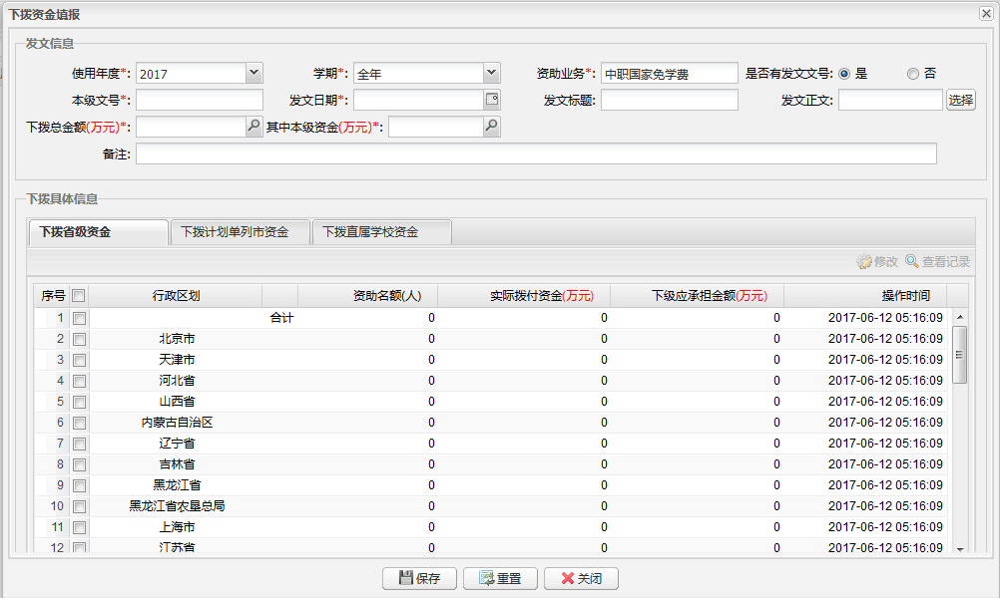 下拨资金填报
发文信息
使用年度*: 2017 学期*: 全年 资助业务*: 中职国家免学费 是否有发文文号: 是 否
本级文号*: 发文日期*: 发文标题: 发文正文: 选择
下拨总金额(万元)*: 其中本级资金(万元)*:
备注:
下拨具体信息
下拨省级资金 下拨计划单列市资金 下拨直属学校资金
修改 查看记录
序号 行政区划 资助名额(人) 实际拨付资金(万元) 下级应承担金额(万元) 操作时间
1 合计 0 0 0 2017-06-12 05:16:09
2 北京市 0 0 0 2017-06-12 05:16:09
3 天津市 0 0 0 2017-06-12 05:16:09
4 河北省 0 0 0 2017-06-12 05:16:09
5 山西省 0 0 0 2017-06-12 05:16:09
6 内蒙古自治区 0 0 0 2017-06-12 05:16:09
7 辽宁省 0 0 0 2017-06-12 05:16:09
8 吉林省 0 0 0 2017-06-12 05:16:09
9 黑龙江省 0 0 0 2017-06-12 05:16:09
10 黑龙江省农垦总局 0 0 0 2017-06-12 05:16:09
11 上海市 0 0 0 2017-06-12 05:16:09
12 江苏省 0 0 0 2017-06-12 05:16:09
保存 重置 关闭